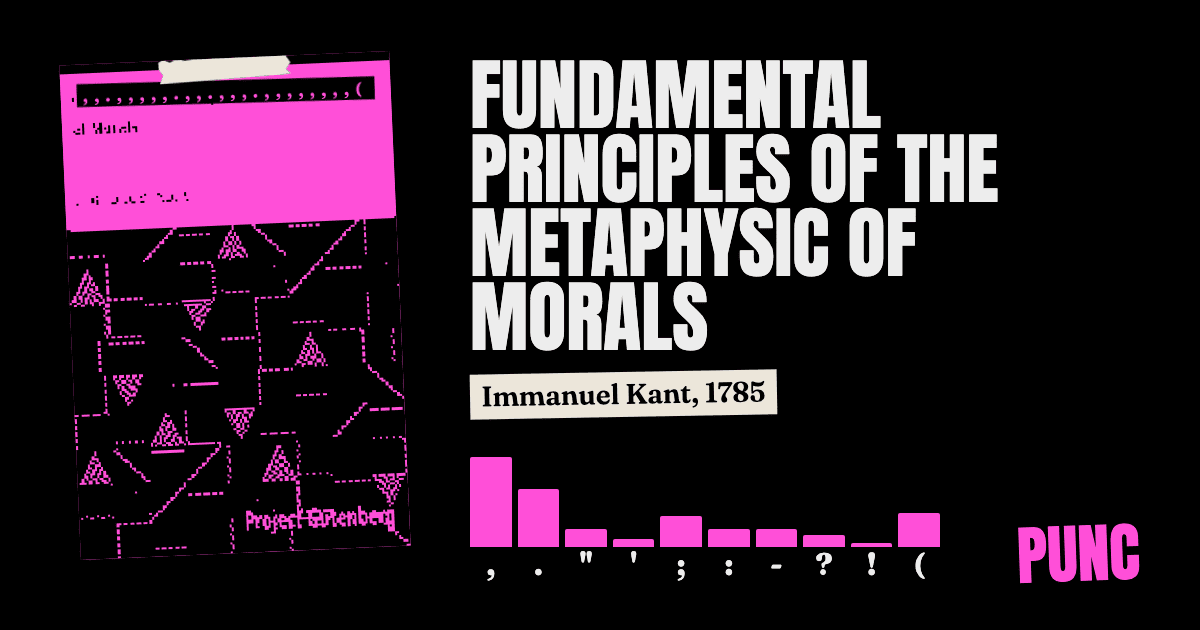 FUNDAMENTAL
PRINCIPLES OF THE
METAPHYSIC OF
MORALS
Immanuel Kant, 1785
, . " ' ; : - ? ! (
PUNC
Project Gutenberg